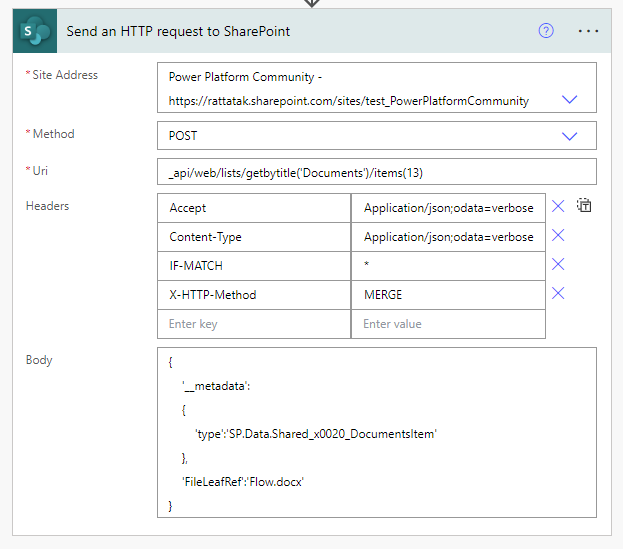 Send an HTTP request to SharePoint
* Site Address
Power Platform Community -
https://rattatak.sharepoint.com/sites/test_PowerPlatformCommunity
* Method
POST
* Uri
_api/web/lists/getbytitle('Documents')/items(13)
Headers
Accept Application/json;odata=verbose
Content-Type Application/json;odata=verbose
IF-MATCH *
X-HTTP-Method MERGE
Enter key Enter value
Body
{
'__metadata':
{
'type':'SP.Data.Shared_x0020_DocumentsItem'
},
'FileLeafRef':'Flow.docx'
}